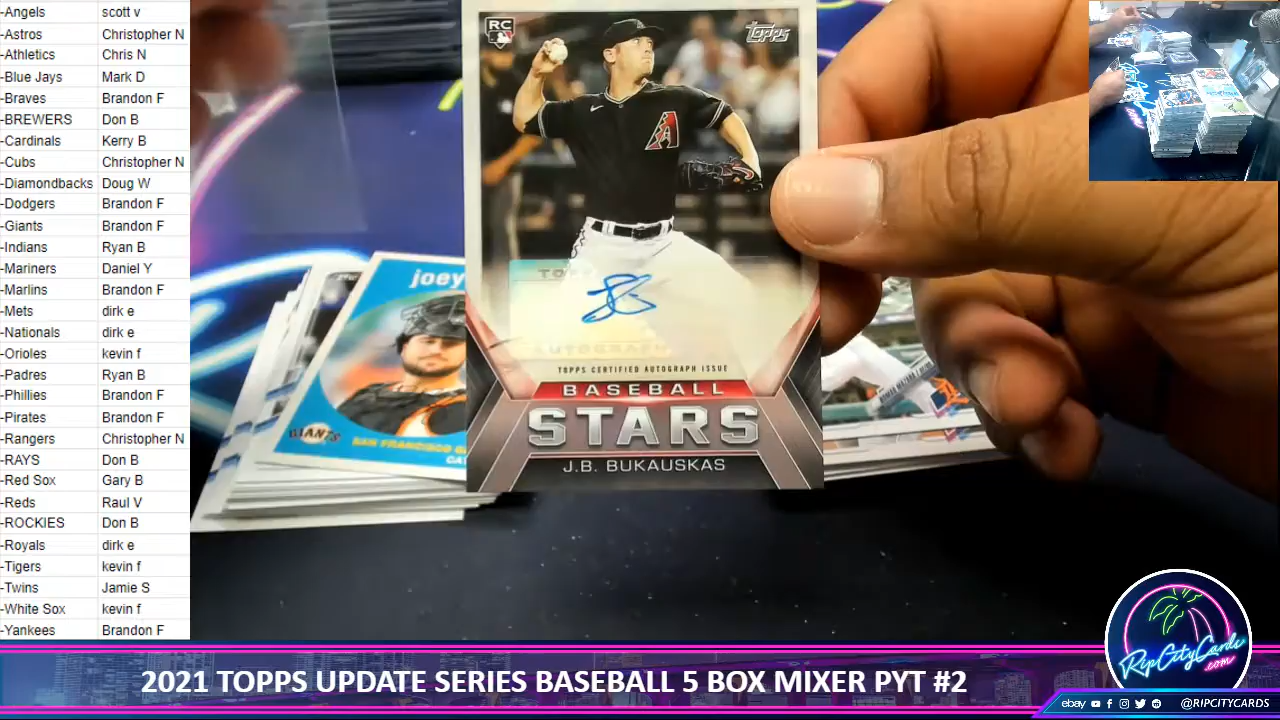 -Angels scott v
-Astros Christopher N
-Athletics Chris N
-Blue Jays Mark D
-Braves Brandon F
-BREWERS Don B
-Cardinals Kerry B
-Cubs Christopher N
-Diamondbacks Doug W
-Dodgers Brandon F
-Giants Brandon F
-Indians Ryan B
-Mariners Daniel Y
-Marlins Brandon F
-Mets dirk e
-Nationals dirk e
-Orioles kevin f
-Padres Ryan B
-Phillies Brandon F
-Pirates Brandon F
-Rangers Christopher N
-RAYS Don B
-Red Sox Gary B
-Reds Raul V
-ROCKIES Don B
-Royals dirk e
-Tigers kevin f
-Twins Jamie S
-White Sox kevin f
-Yankees Brandon F
RC
Topps
A
TOPPS CERTIFIED AUTOGRAPH ISSUE
BASEBALL
STARS
J.B. BUKAUSKAS
joey
GIANTS
SAN FRANCISCO
RipCityCards
.com
2021 TOPPS UPDATE SERIES BASEBALL 5 BOX MIXER PYT #2
ebay @RIPCITYCARDS